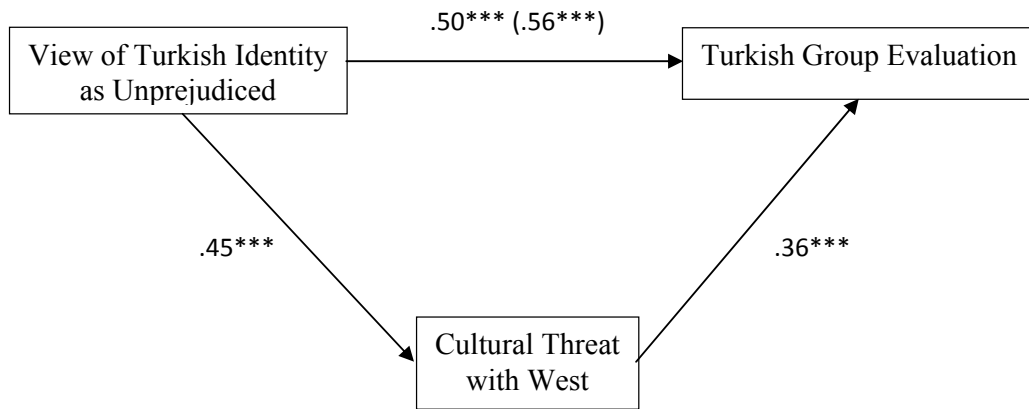 .50*** (.56***)
View of Turkish Identity
as Unprejudiced
Turkish Group Evaluation
.45***
.36***
Cultural Threat
with West